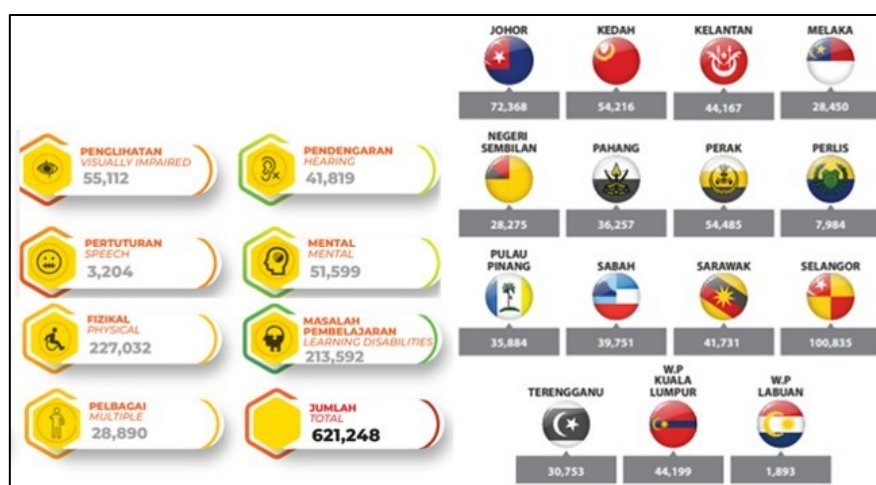 PENGLIHATAN
VISUALLY IMPAIRED
55,112
PENDENGARAN
HEARING
41,819
PERTUTURAN
SPEECH
3,204
MENTAL
MENTAL
51,599
FIZIKAL
PHYSICAL
227,032
MASALAH
PEMBELAJARAN
LEARNING DISABILITIES
213,592
PELBAGAI
MULTIPLE
28,890
JUMLAH
TOTAL
621,248
JOHOR
72,368
KEDAH
54,216
KELANTAN
44,167
MELAKA
28,450
NEGERI
SEMBILAN
28,275
PAHANG
36,257
PERAK
54,485
PERLIS
7,984
PULAU
PINANG
35,884
SABAH
39,751
SARAWAK
41,731
SELANGOR
100,835
TERENGGANU
30,753
W.P
KUALA
LUMPUR
44,199
W.P
LABUAN
1,893